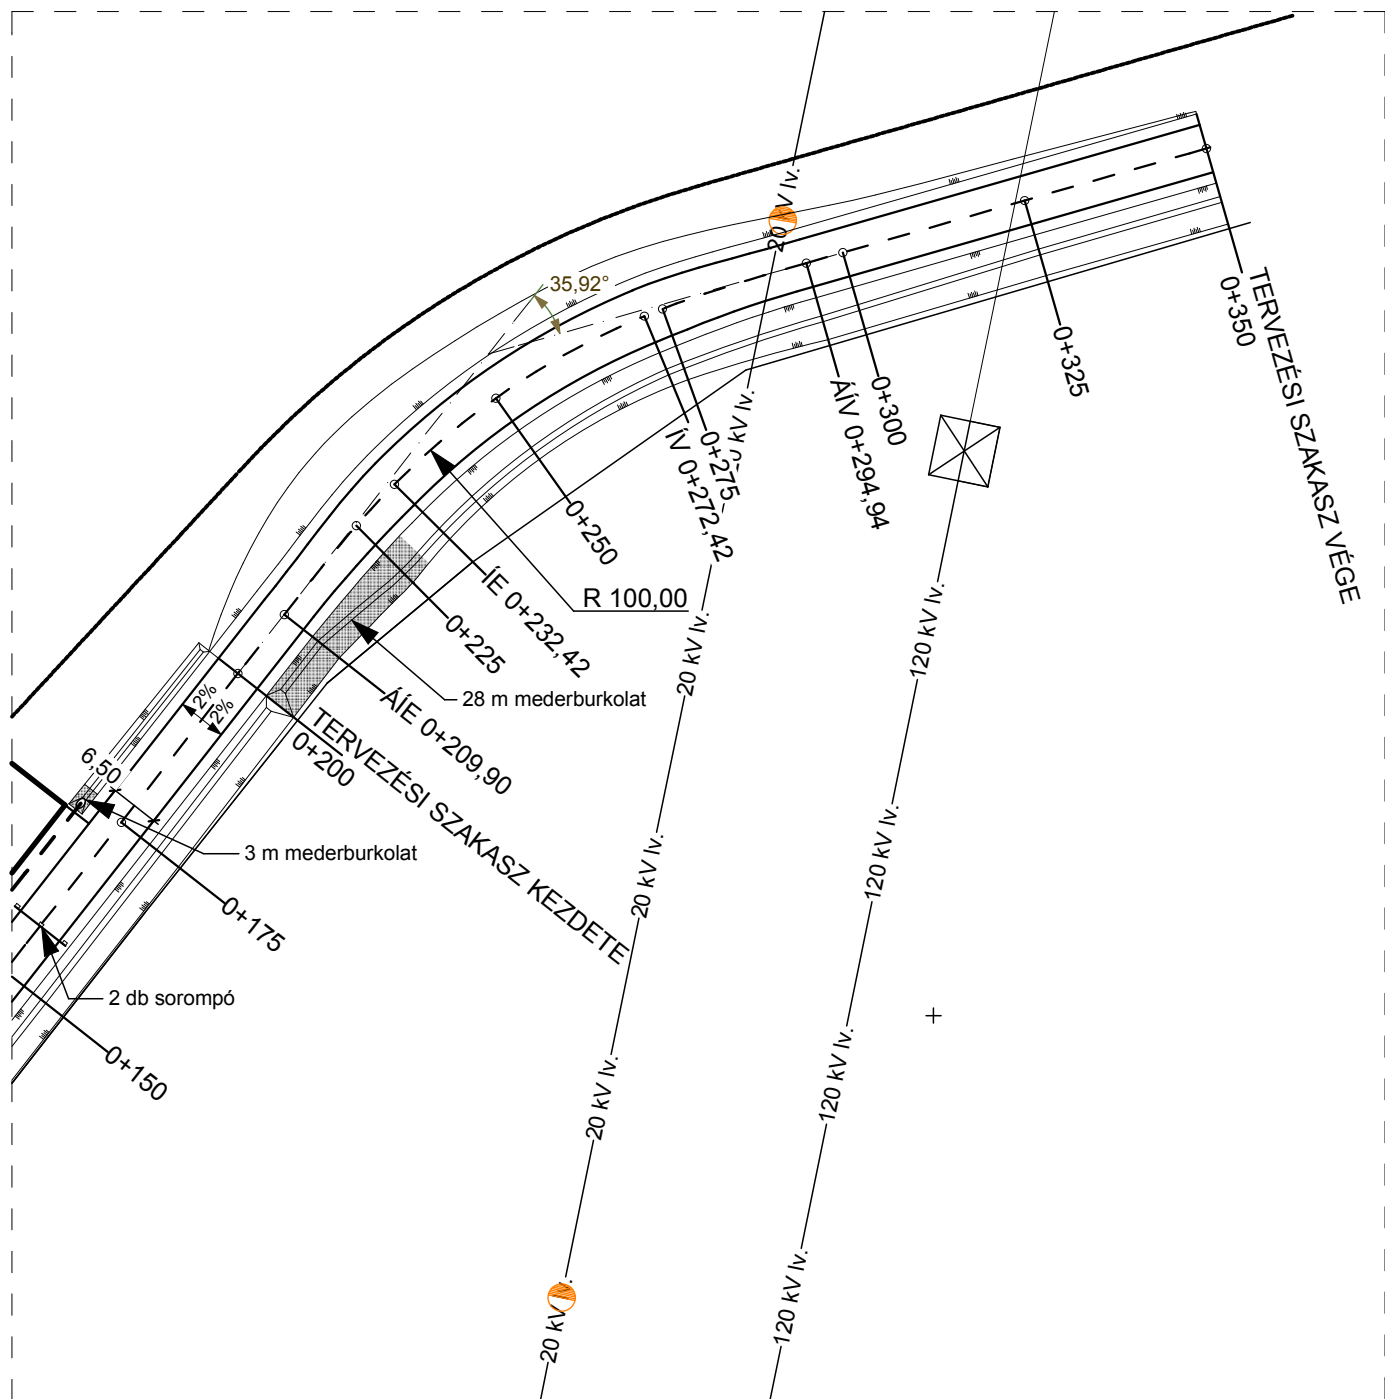 20 kV lv.
35,92°
TERVEZÉSI SZAKASZ VÉGE
0+350
0+325
0+300
ÁÍV 0+294,94
20 kV lv.
0+275
ÍV 0+272,42
0+250
R 100,00
ÍE 0+232,42
0+225
120 kV lv.
20 kV lv.
28 m mederburkolat
ÁÍE 0+209,90
2%
2%
TERVEZÉSI SZAKASZ KEZDETE
0+200
6,50
3 m mederburkolat
120 kV lv.
20 kV lv.
0+175
2 db sorompó
0+150
120 kV lv.
20 kV lv.
120 kV lv.
20 kV lv.